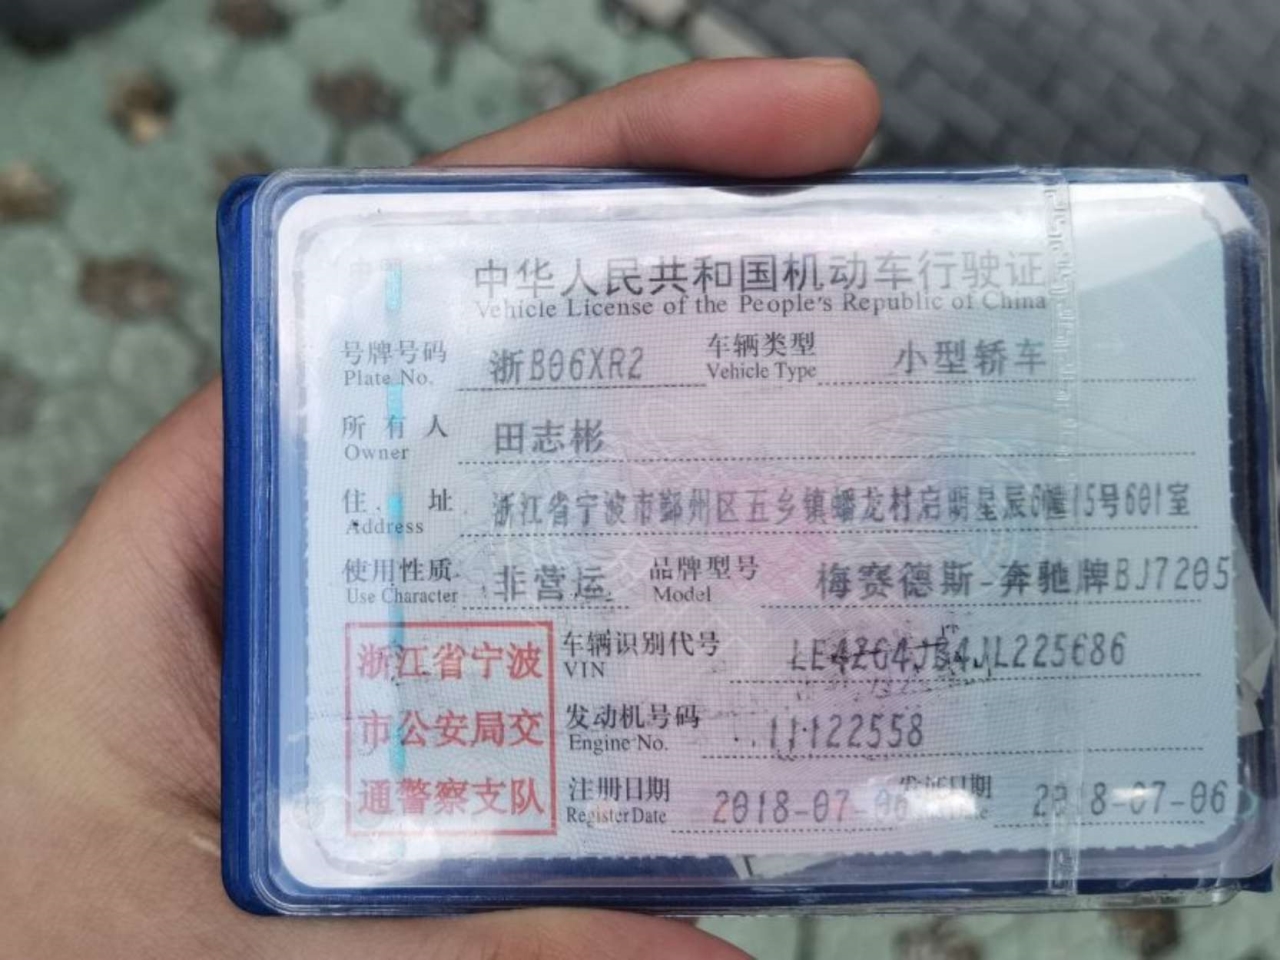 中华人民共和国机动车行驶证
Vehicle License of the People's Republic of China
号牌号码 浙B06XR2 车辆类型 小型轿车
Plate No. Vehicle Type
所有人 田志彬
Owner
住址 浙江省宁波市鄞州区五乡镇蟠龙村启明星辰6幢15号601室
Address
使用性质 非营运 品牌型号 梅赛德斯-奔驰牌BJ7205
Use Character Model
浙江省宁波 车辆识别代号 LE4ZG4JB4JL225686
VIN
市公安局交 发动机号码 11122558
Engine No.
通警察支队 注册日期 2018-07-06 发证日期 2018-07-06
Register Date